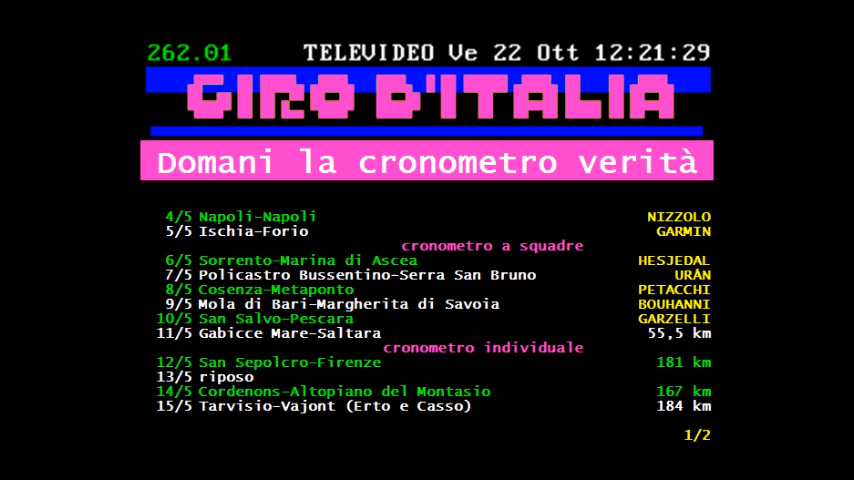 262.01 TELEVIDEO Ve 22 Ott 12:21:29
GIRO D'ITALIA
Domani la cronometro verità
4/5 Napoli-Napoli NIZZOLO
5/5 Ischia-Forio GARMIN
cronometro a squadre
6/5 Sorrento-Marina di Ascea HESJEDAL
7/5 Policastro Bussentino-Serra San Bruno URÁN
8/5 Cosenza-Metaponto PETACCHI
9/5 Mola di Bari-Margherita di Savoia BOUHANNI
10/5 San Salvo-Pescara GARZELLI
11/5 Gabicce Mare-Saltara 55,5 km
cronometro individuale
12/5 San Sepolcro-Firenze 181 km
13/5 riposo
14/5 Cordenons-Altopiano del Montasio 167 km
15/5 Tarvisio-Vajont (Erto e Casso) 184 km
1/2